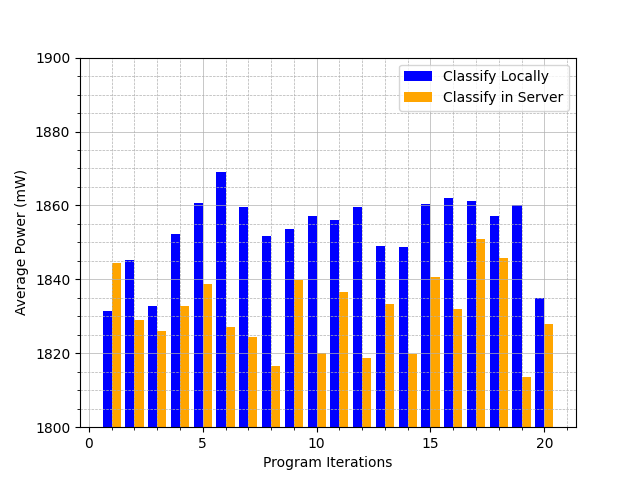 1900
1880
1860
1840
1820
1800
Average Power (mW)
Classify Locally
Classify in Server
0 5 10 15 20
Program Iterations